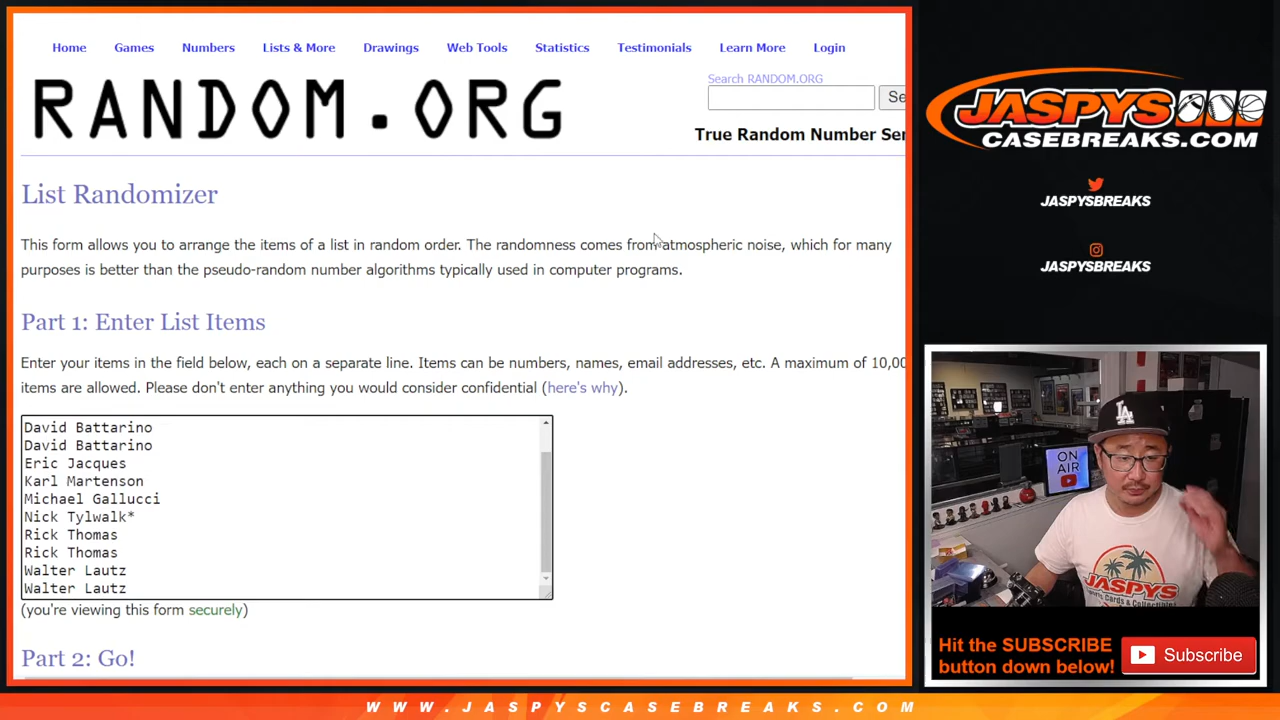 Home Games Numbers Lists & More Drawings Web Tools Statistics Testimonials Learn More Login
Search RANDOM.ORG
RANDOM.ORG
Se
True Random Number Ser
List Randomizer
This form allows you to arrange the items of a list in random order. The randomness comes from atmospheric noise, which for many
purposes is better than the pseudo-random number algorithms typically used in computer programs.
Part 1: Enter List Items
Enter your items in the field below, each on a separate line. Items can be numbers, names, email addresses, etc. A maximum of 10,00
items are allowed. Please don't enter anything you would consider confidential (here's why).
David Battarino
David Battarino
Eric Jacques
Karl Martenson
Michael Gallucci
Nick Tylwalk*
Rick Thomas
Rick Thomas
Walter Lautz
Walter Lautz
(you're viewing this form securely)
Part 2: Go!
JASPYS
CASEBREAKS.COM
JASPYSBREAKS
JASPYSBREAKS
ON
AIR
LA
JASPYS
Sports Cards & Collectibles
Hit the SUBSCRIBE
button down below!
Subscribe
WWW.JASPYSCASEBREAKS.COM